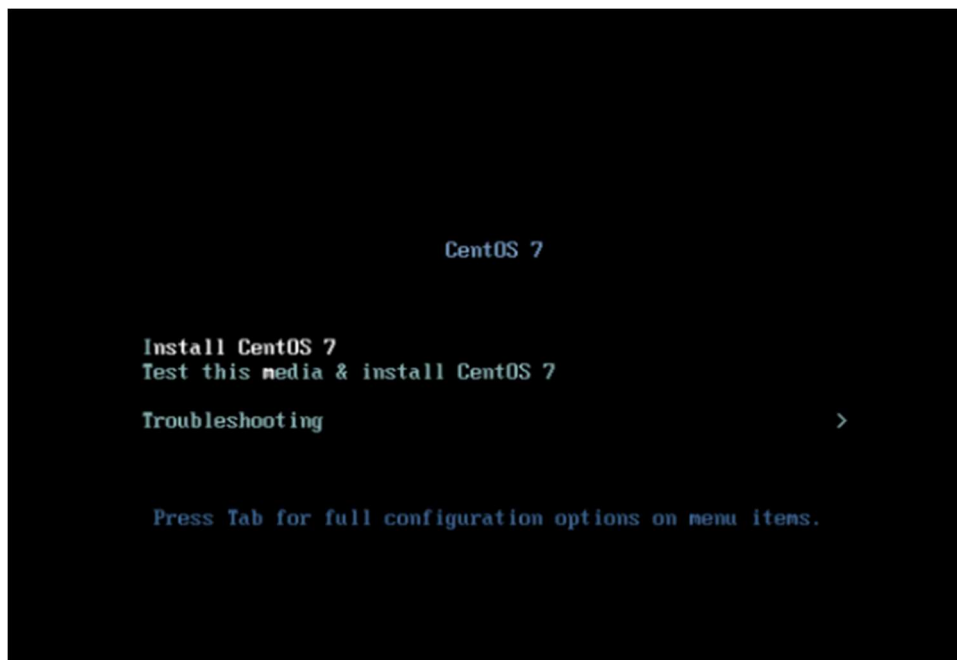 CentOS 7
Install CentOS 7
Test this media & install CentOS 7
Troubleshooting >
Press Tab for full configuration options on menu items.